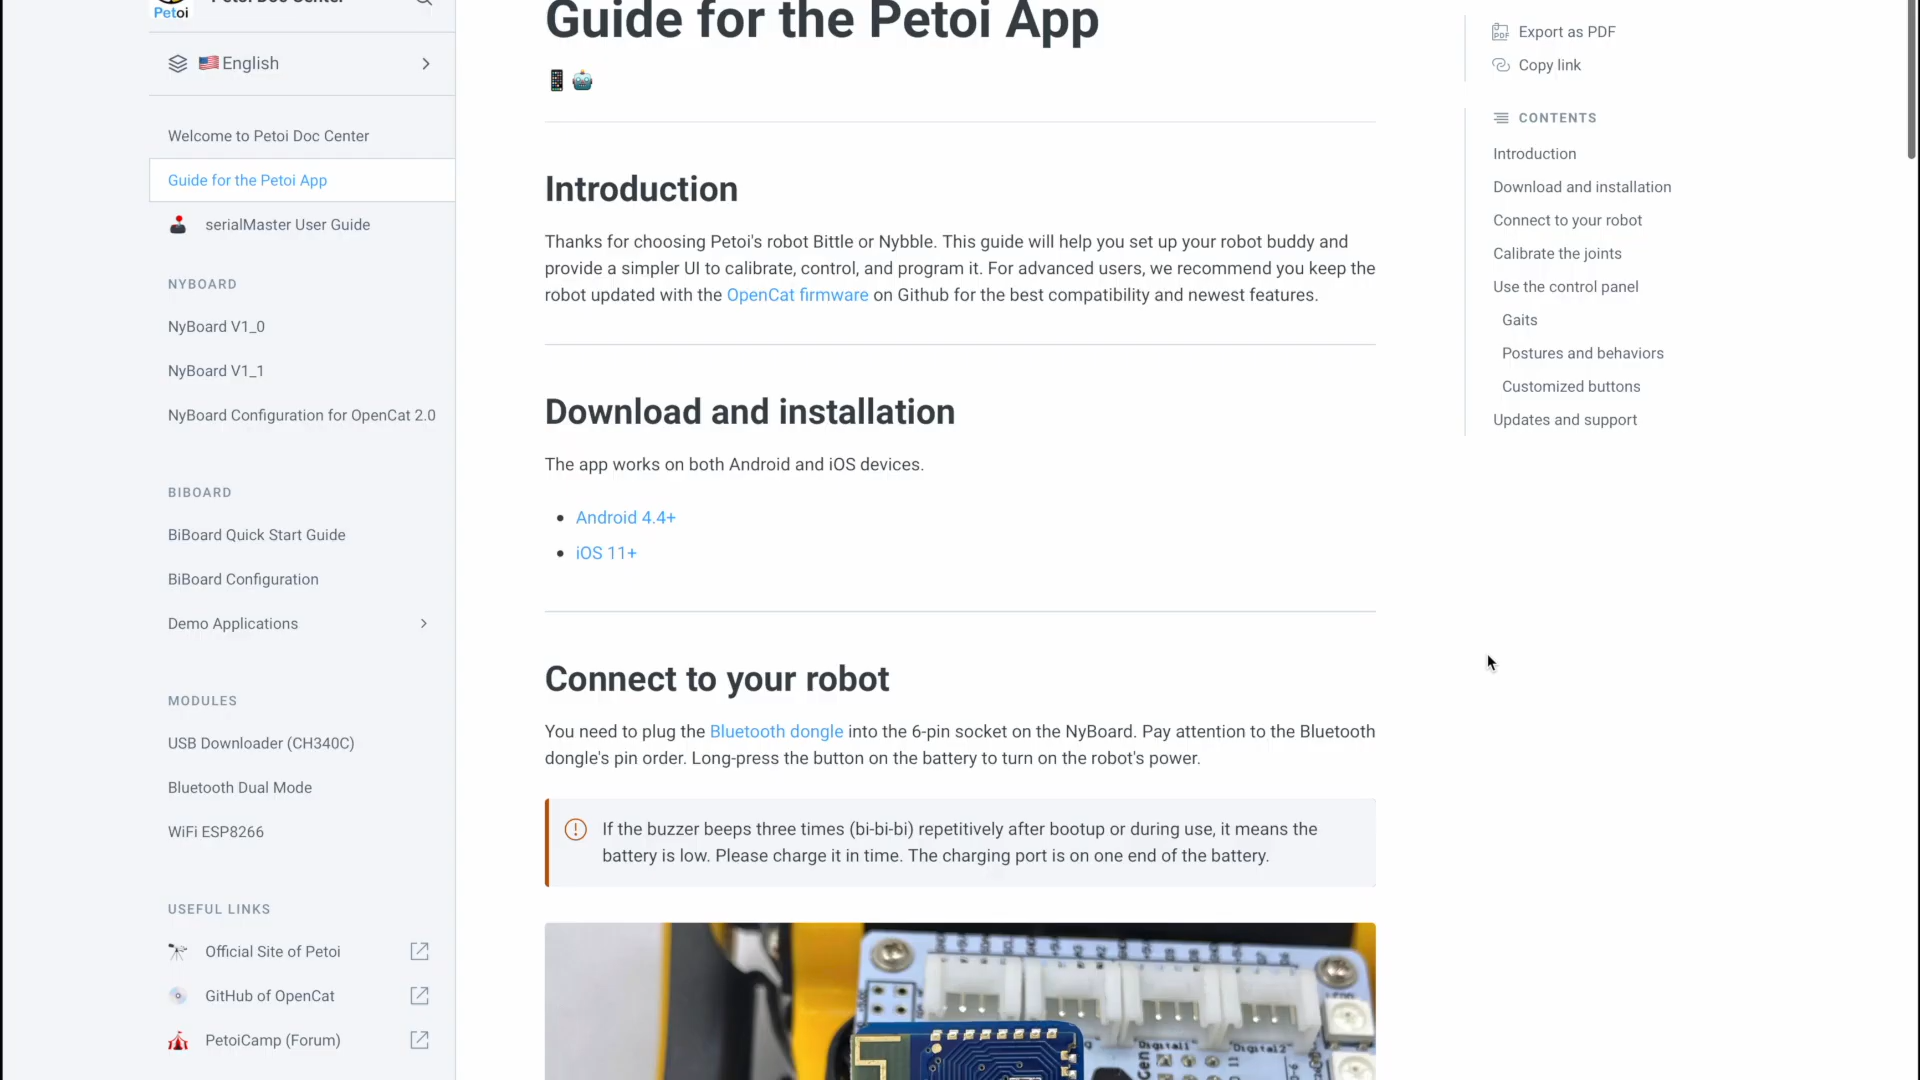 Petoi
Petoi Doc Center
English
Welcome to Petoi Doc Center
Guide for the Petoi App
serialMaster User Guide
NYBOARD
NyBoard V1_0
NyBoard V1_1
NyBoard Configuration for OpenCat 2.0
BIBOARD
BiBoard Quick Start Guide
BiBoard Configuration
Demo Applications
MODULES
USB Downloader (CH340C)
Bluetooth Dual Mode
WiFi ESP8266
USEFUL LINKS
Official Site of Petoi
GitHub of OpenCat
PetoiCamp (Forum)
Guide for the Petoi App
Introduction
Thanks for choosing Petoi's robot Bittle or Nybble. This guide will help you set up your robot buddy and
provide a simpler UI to calibrate, control, and program it. For advanced users, we recommend you keep the
robot updated with the OpenCat firmware on Github for the best compatibility and newest features.
Download and installation
The app works on both Android and iOS devices.
Android 4.4+
iOS 11+
Connect to your robot
You need to plug the Bluetooth dongle into the 6-pin socket on the NyBoard. Pay attention to the Bluetooth
dongle's pin order. Long-press the button on the battery to turn on the robot's power.
If the buzzer beeps three times (bi-bi-bi) repetitively after bootup or during use, it means the
battery is low. Please charge it in time. The charging port is on one end of the battery.
Digital1
Digital2
Export as PDF
Copy link
CONTENTS
Introduction
Download and installation
Connect to your robot
Calibrate the joints
Use the control panel
Gaits
Postures and behaviors
Customized buttons
Updates and support